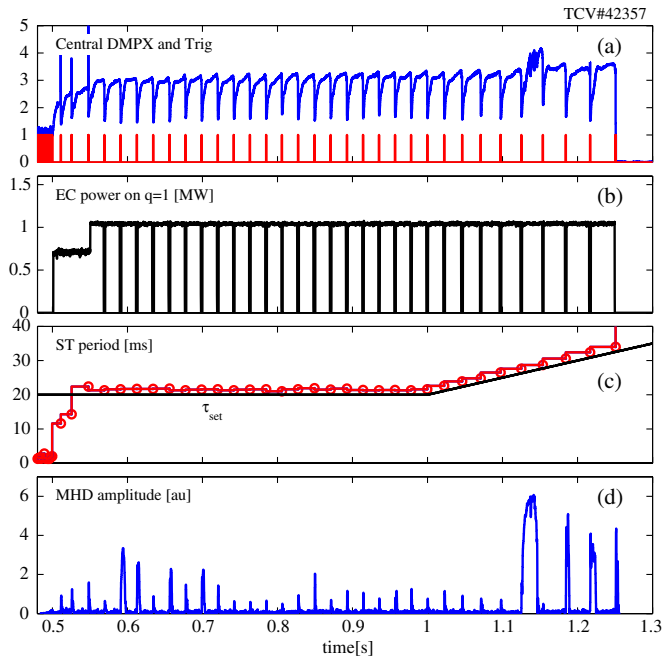 TCV#42357
5
4
3
2
1
0
Central DMPX and Trig
(a)
1.5
1
0.5
0
EC power on q=1 [MW]
(b)
40
30
20
10
0
ST period [ms]
(c)
τset
6
4
2
0
MHD amplitude [au]
(d)
0.5 0.6 0.7 0.8 0.9 1 1.1 1.2 1.3
time[s]